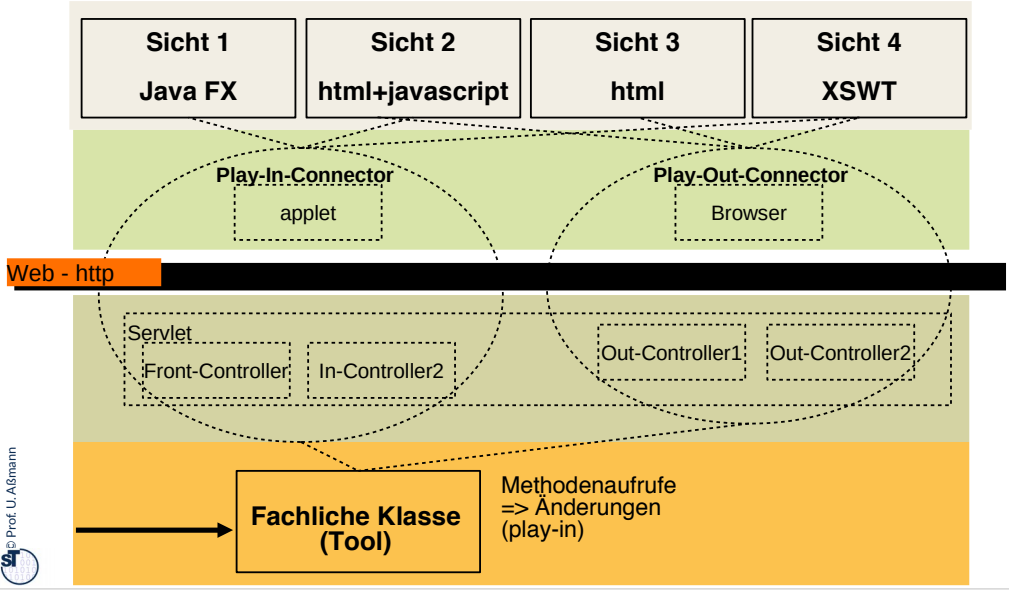 Sicht 1
Java FX
Sicht 2
html+javascript
Sicht 3
html
Sicht 4
XSWT
Play-In-Connector
applet
Play-Out-Connector
Browser
Web - http
Servlet
Front-Controller
In-Controller2
Out-Controller1
Out-Controller2
Fachliche Klasse
(Tool)
Methodenaufrufe
=> Änderungen
(play-in)
© Prof. U. Aßmann
ST